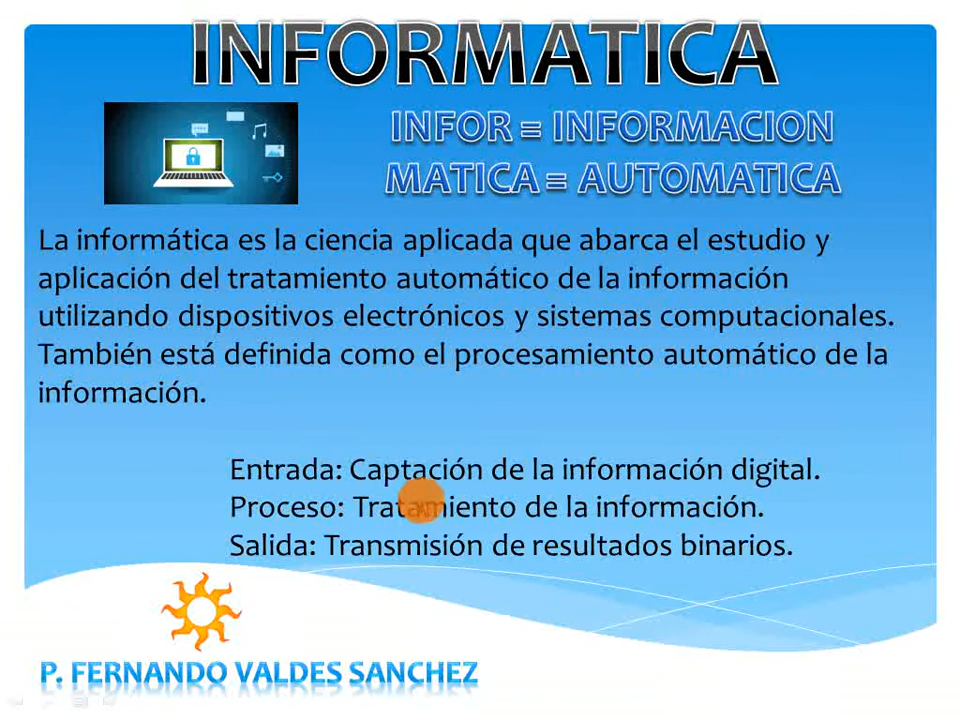 INFORMATICA
INFOR = INFORMACION
MATICA = AUTOMATICA
La informática es la ciencia aplicada que abarca el estudio y
aplicación del tratamiento automático de la información
utilizando dispositivos electrónicos y sistemas computacionales.
También está definida como el procesamiento automático de la
información.
Entrada: Captación de la información digital.
Proceso: Tratamiento de la información.
Salida: Transmisión de resultados binarios.
P. FERNANDO VALDES SANCHEZ